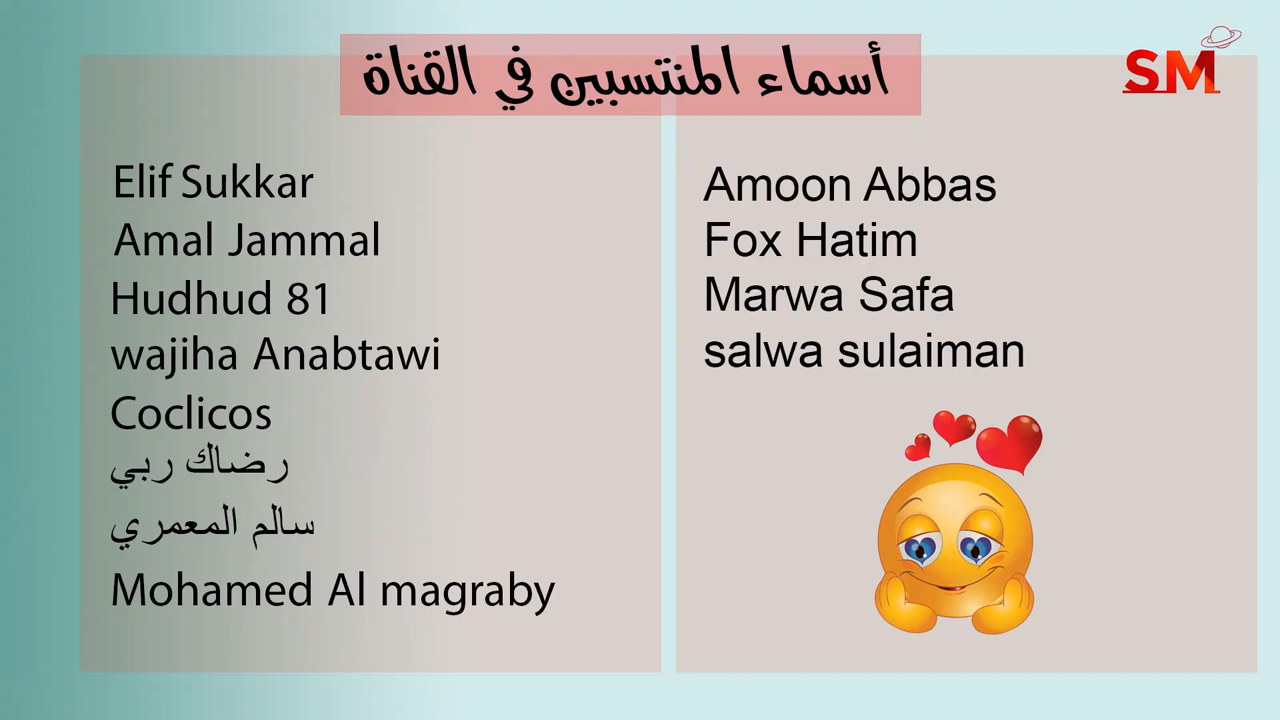 أسماء المنتسبين في القناة
SM
Elif Sukkar
Amal Jammal
Hudhud 81
wajiha Anabtawi
Coclicos
رضاك ربي
سالم المعمري
Mohamed Al magraby
Amoon Abbas
Fox Hatim
Marwa Safa
salwa sulaiman